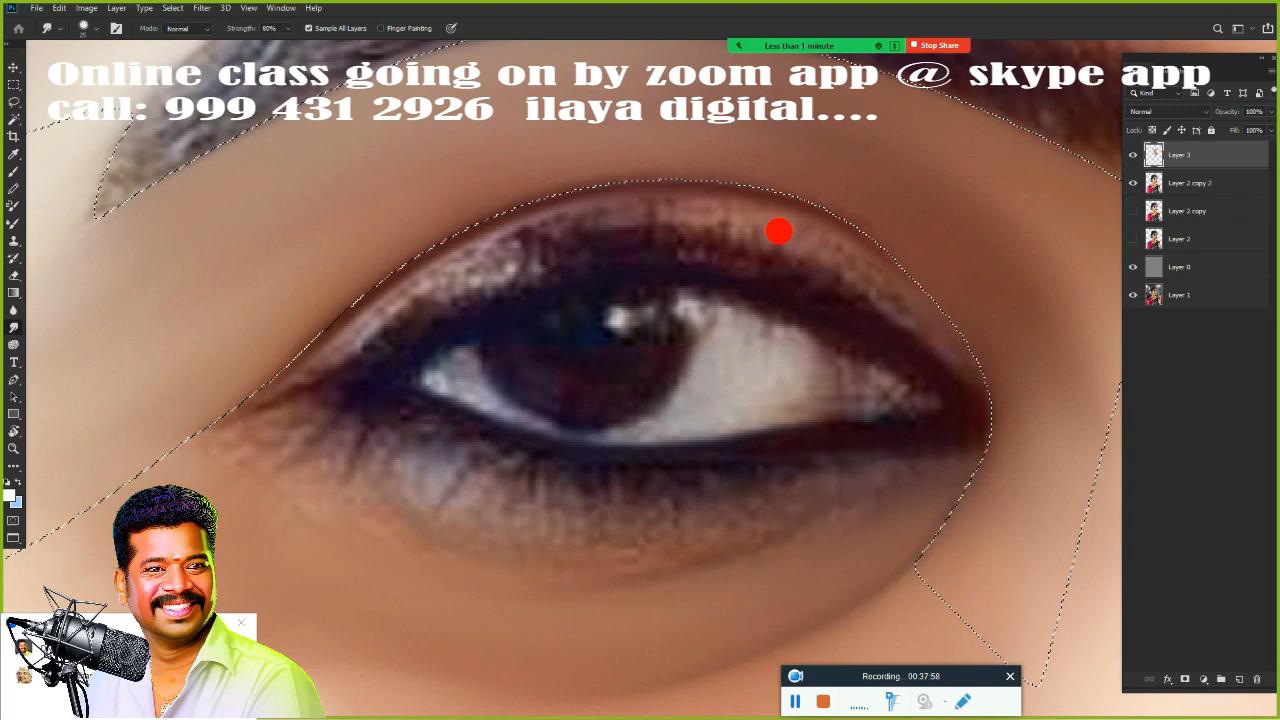 File Edit Image Layer Type Select Filter 3D View Window Help
25 Mode: Normal Strength: 80% Sample All Layers Finger Painting
Less than 1 minute Stop Share
Online class going on by zoom app @ skype app
call: 999 431 2926 ilaya digital....
Kind
Normal Opacity: 100%
Lock: Fill: 100%
Layer 3
Layer 2 copy 2
Layer 2 copy
Layer 2
Layer 0
Layer 1
Recording... 00:37:58